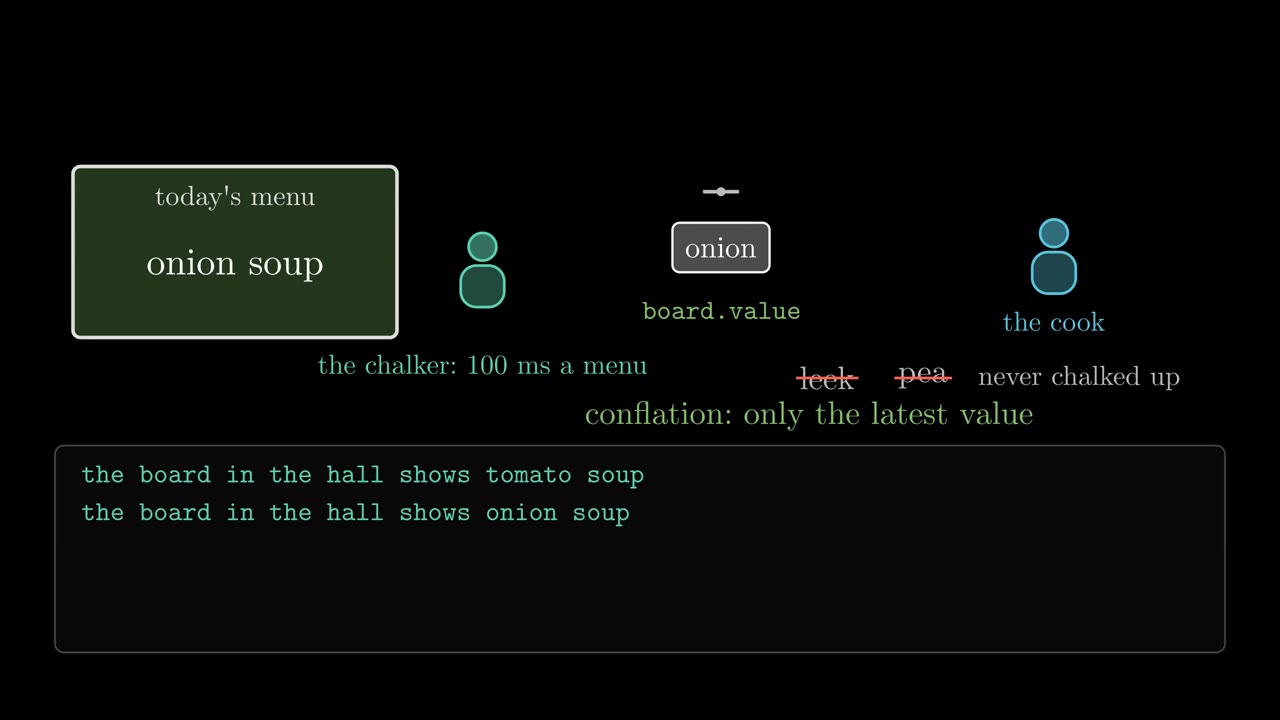 today's menu
onion soup
onion
board.value
the cook
the chalker: 100 ms a menu
leek pea never chalked up
conflation: only the latest value
the board in the hall shows tomato soup
the board in the hall shows onion soup